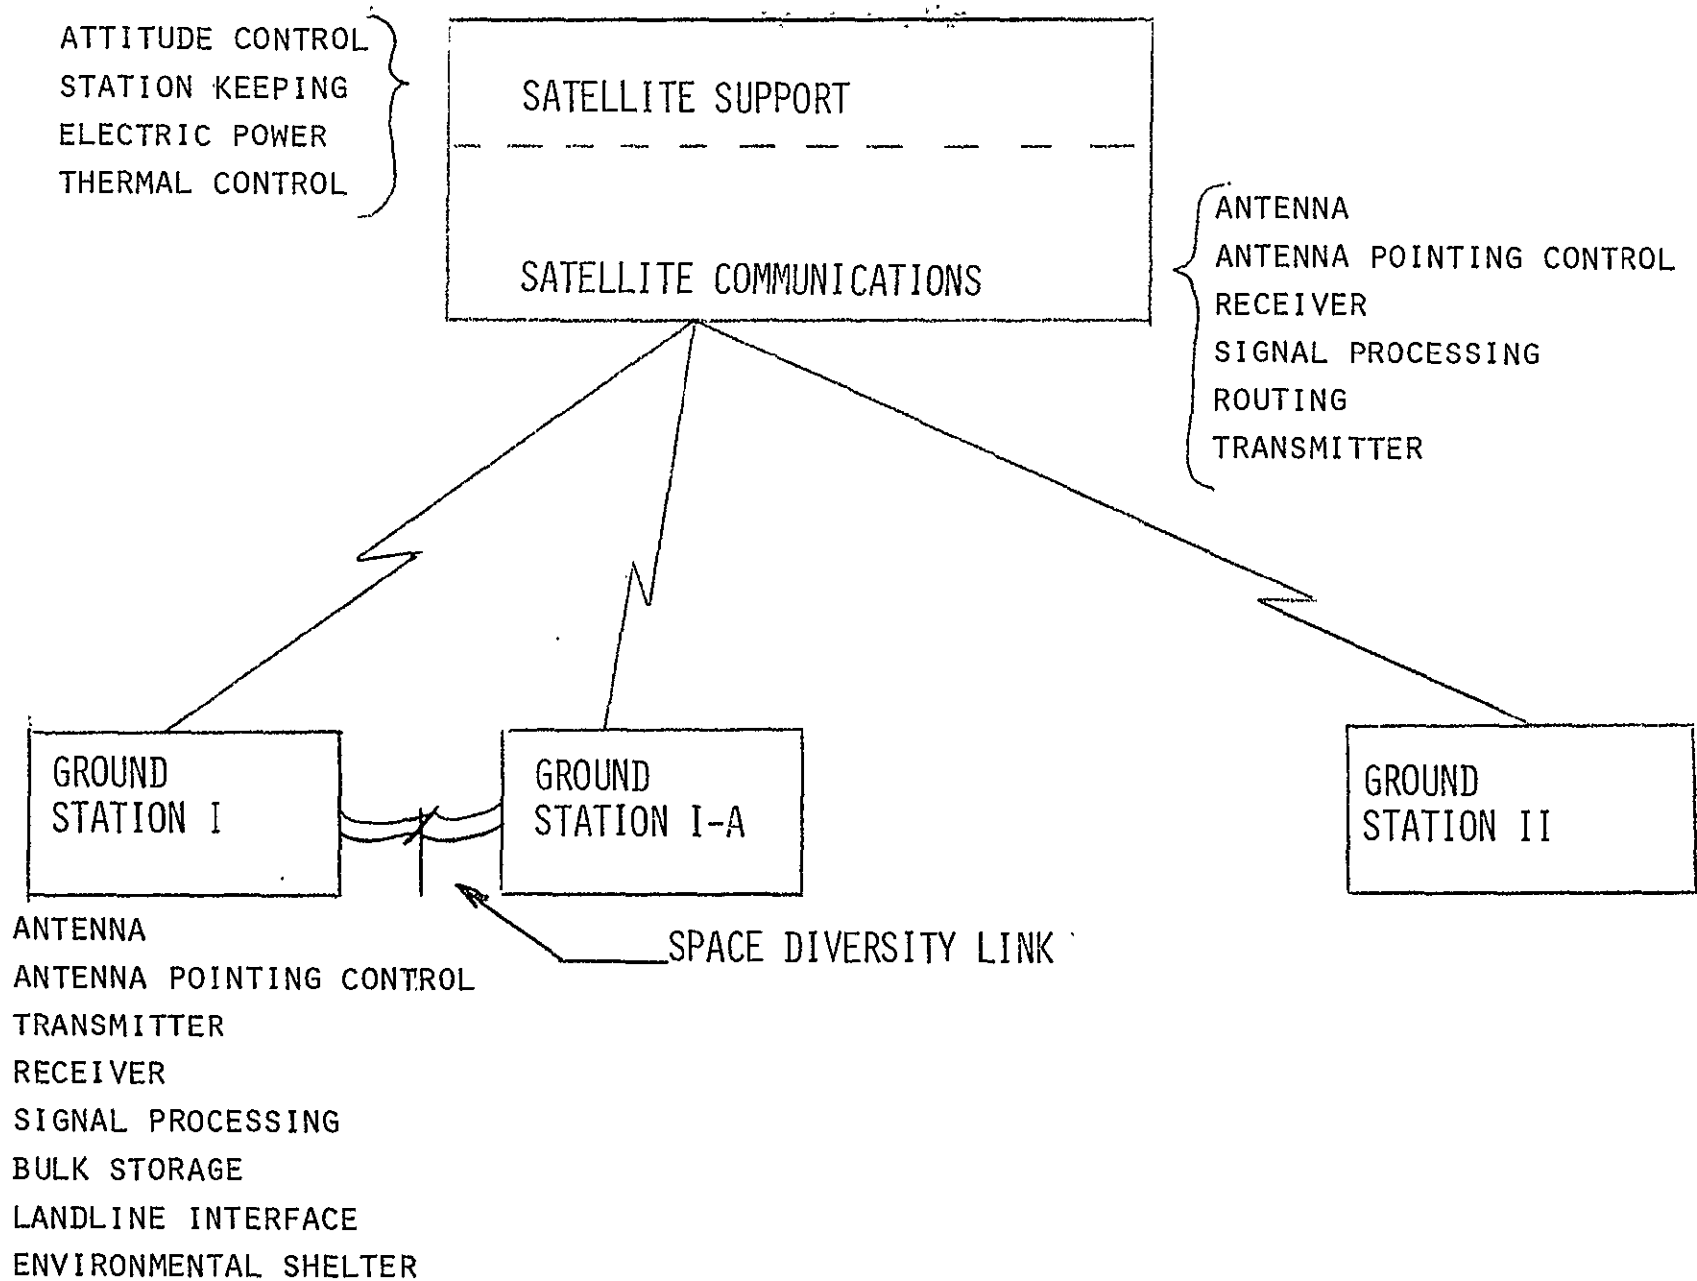 ATTITUDE CONTROL
STATION KEEPING
ELECTRIC POWER
THERMAL CONTROL
SATELLITE SUPPORT
SATELLITE COMMUNICATIONS
ANTENNA
ANTENNA POINTING CONTROL
RECEIVER
SIGNAL PROCESSING
ROUTING
TRANSMITTER
GROUND
STATION I
GROUND
STATION I-A
GROUND
STATION II
SPACE DIVERSITY LINK
ANTENNA
ANTENNA POINTING CONTROL
TRANSMITTER
RECEIVER
SIGNAL PROCESSING
BULK STORAGE
LANDLINE INTERFACE
ENVIRONMENTAL SHELTER